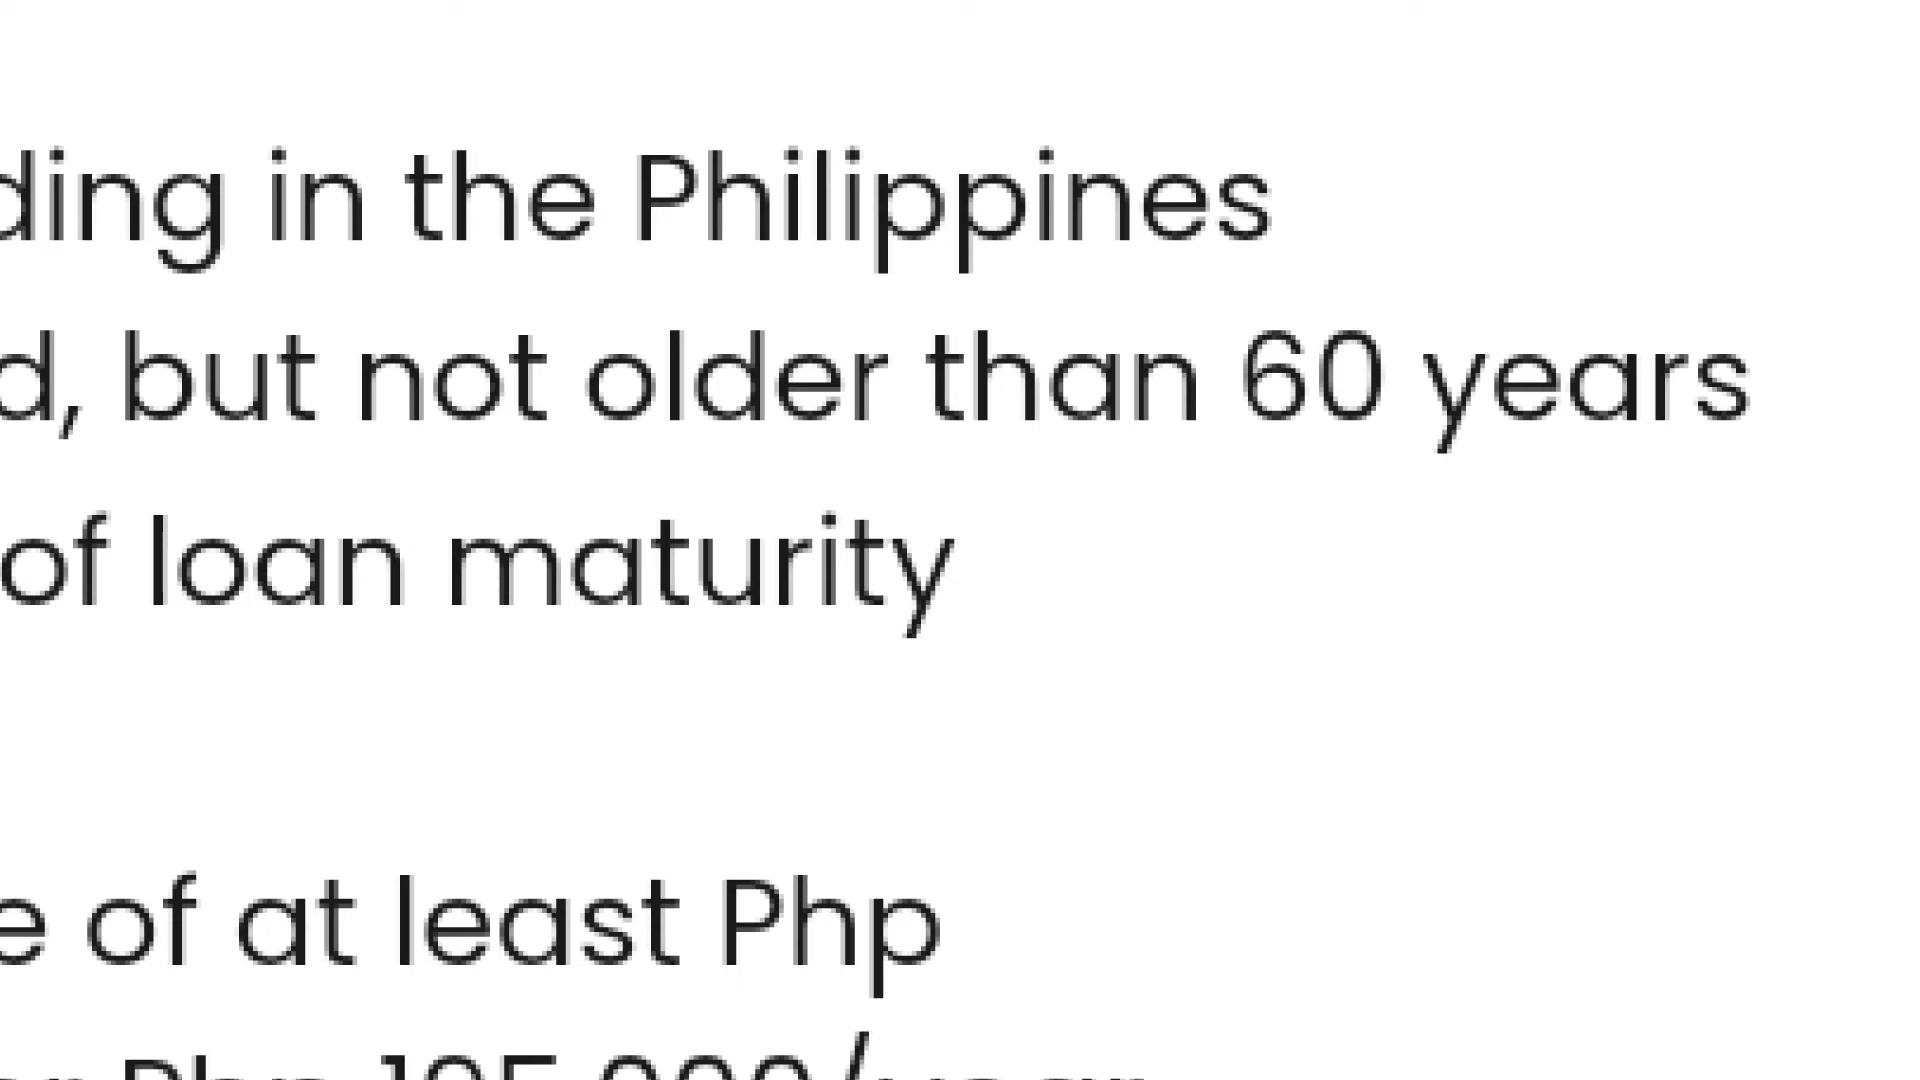 ding in the Philippines
d, but not older than 60 years
of loan maturity
e of at least Php